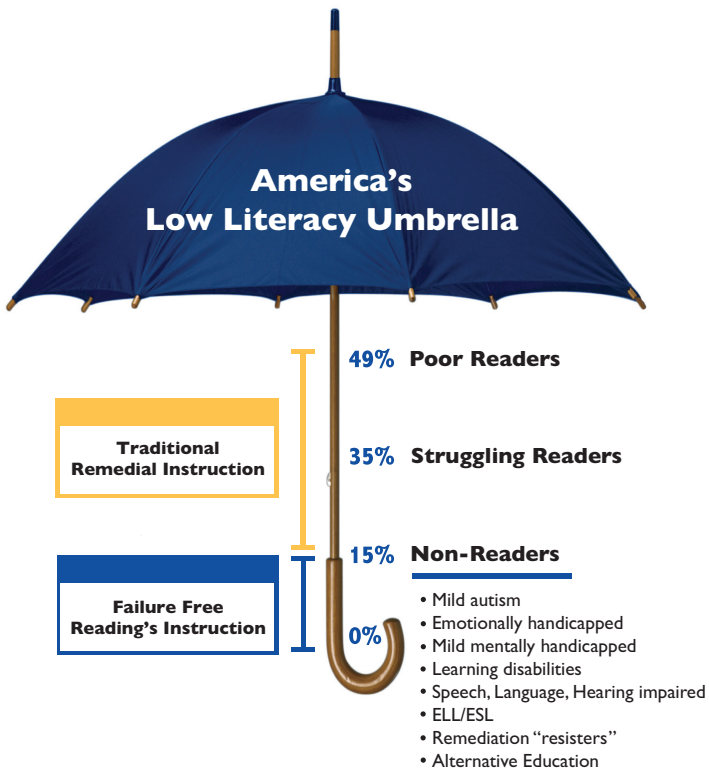 America’s
Low Literacy Umbrella
49% Poor Readers
Traditional
Remedial Instruction
35% Struggling Readers
15% Non-Readers
Failure Free
Reading’s Instruction
0%
• Mild autism
• Emotionally handicapped
• Mild mentally handicapped
• Learning disabilities
• Speech, Language, Hearing impaired
• ELL/ESL
• Remediation “resisters”
• Alternative Education